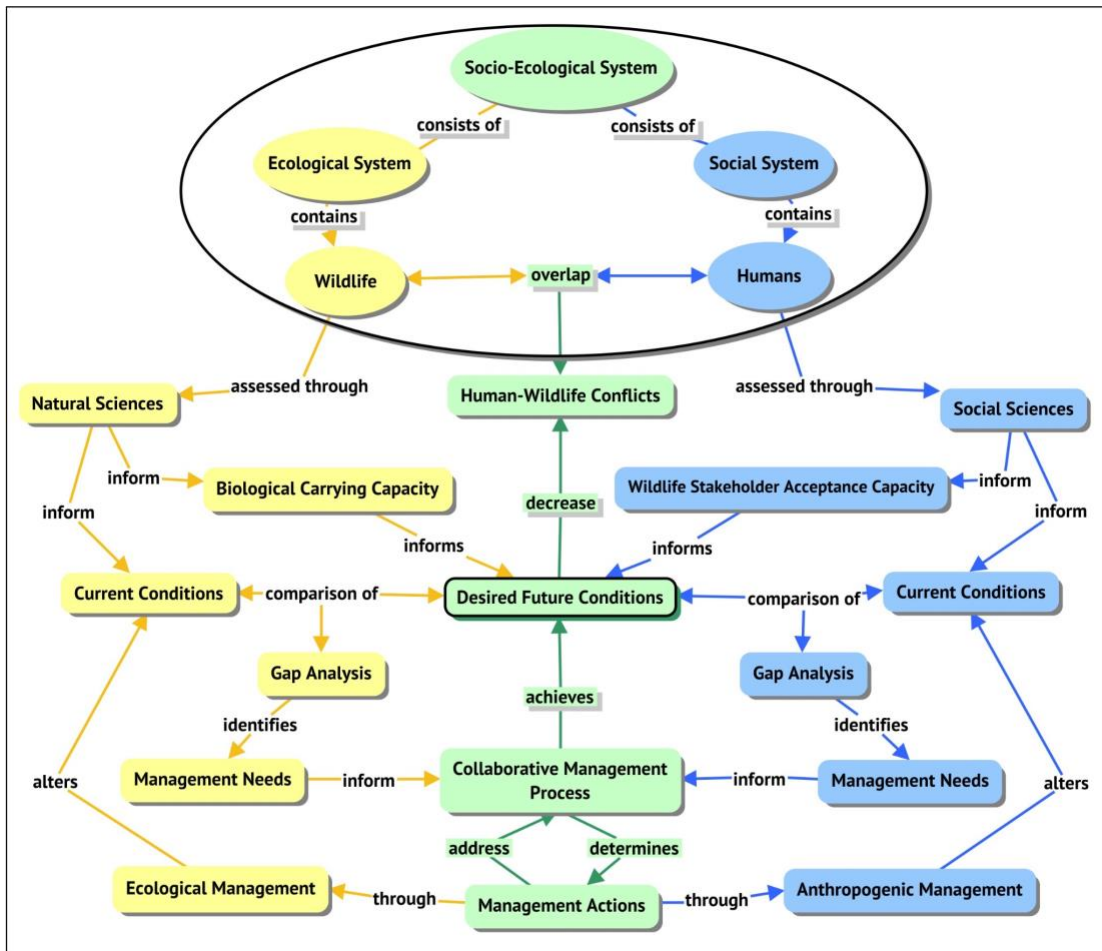 Socio-Ecological System
consists of
consists of
Ecological System
Social System
contains
contains
Wildlife
overlap
Humans
assessed through
assessed through
Natural Sciences
Human-Wildlife Conflicts
Social Sciences
inform
Biological Carrying Capacity
decrease
Wildlife Stakeholder Acceptance Capacity
inform
inform
inform
informs
informs
Current Conditions
comparison of
Desired Future Conditions
comparison of
Current Conditions
Gap Analysis
Gap Analysis
achieves
identifies
identifies
alters
Management Needs
inform
Collaborative Management
Process
inform
Management Needs
alters
address
determines
Ecological Management
through
Management Actions
through
Anthropogenic Management